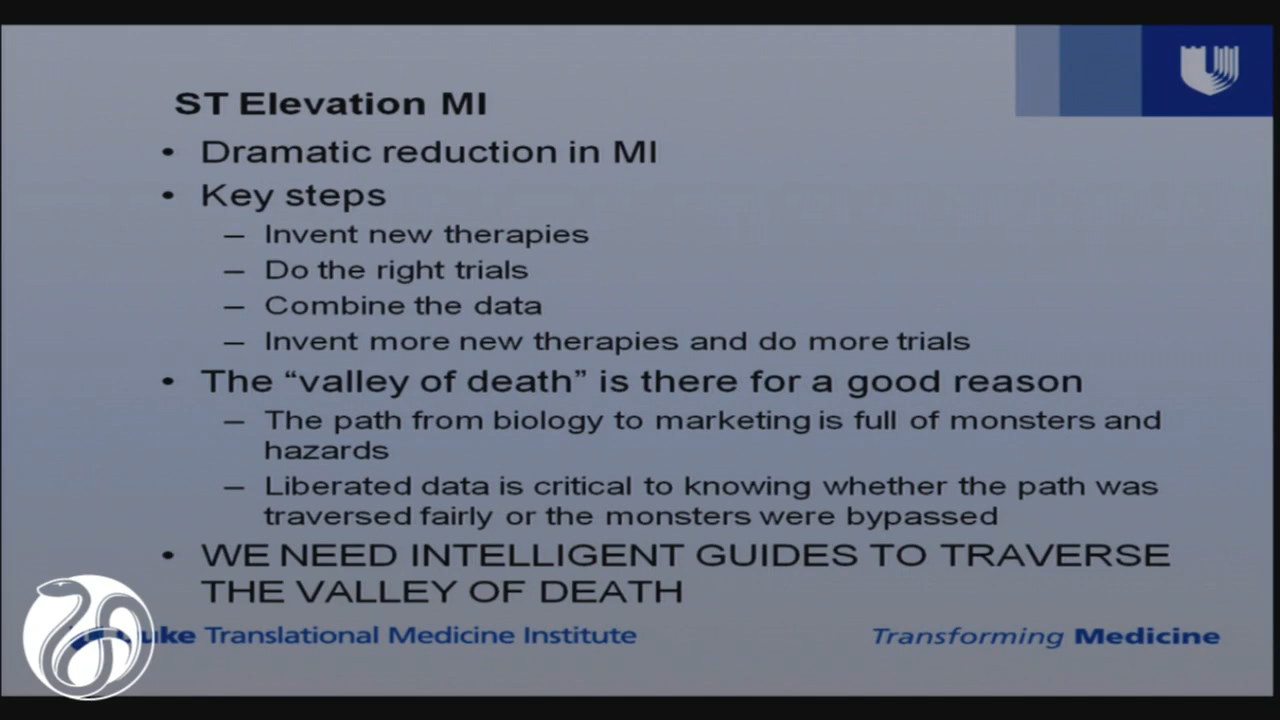 ST Elevation MI
• Dramatic reduction in MI
• Key steps
– Invent new therapies
– Do the right trials
– Combine the data
– Invent more new therapies and do more trials
• The “valley of death” is there for a good reason
– The path from biology to marketing is full of monsters and
hazards
– Liberated data is critical to knowing whether the path was
traversed fairly or the monsters were bypassed
• WE NEED INTELLIGENT GUIDES TO TRAVERSE
THE VALLEY OF DEATH
uke Translational Medicine Institute
Transforming Medicine